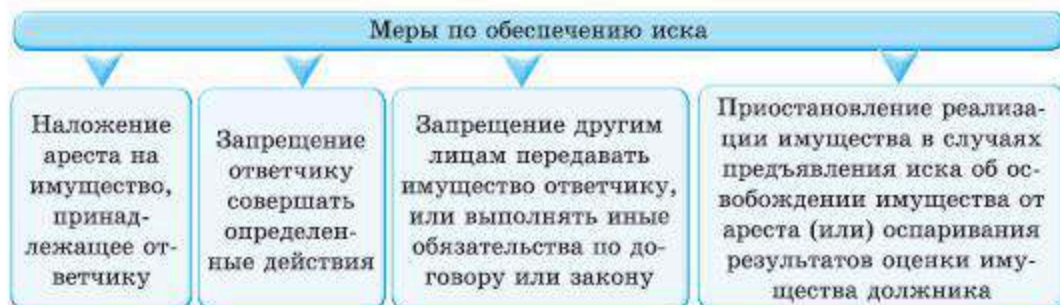 Меры по обеспечению иска
Наложение
ареста на
имущество,
принад-
лежащее от-
ветчику
Запрещение
ответчику
совершать
определен-
ные действия
Запрещение другим
лицам передавать
имущество ответчику,
или выполнять иные
обязательства по до-
говору или закону
Приостановление реализа-
ции имущества в случаях
предъявления иска об ос-
вобождении имущества от
ареста (или) оспаривания
результатов оценки иму-
щества должника